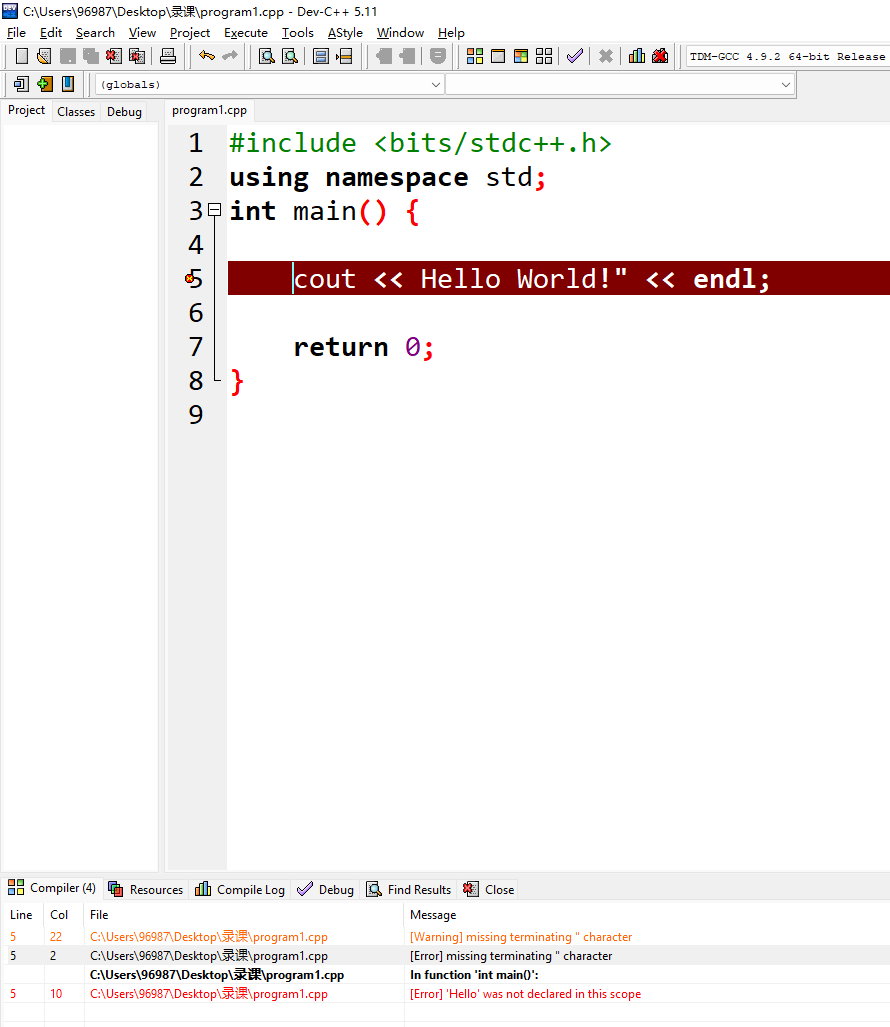 C:\Users\96987\Desktop\录课\program1.cpp - Dev-C++ 5.11
File Edit Search View Project Execute Tools AStyle Window Help
TDM-GCC 4.9.2 64-bit Release
(globals)
Project Classes Debug program1.cpp
1 #include <bits/stdc++.h>
2 using namespace std;
3 int main() {
4
5 cout << Hello World!" << endl;
6
7 return 0;
8 }
9
Compiler (4) Resources Compile Log Debug Find Results Close
Line Col File Message
5 22 C:\Users\96987\Desktop\录课\program1.cpp [Warning] missing terminating " character
5 2 C:\Users\96987\Desktop\录课\program1.cpp [Error] missing terminating " character
C:\Users\96987\Desktop\录课\program1.cpp In function 'int main()':
5 10 C:\Users\96987\Desktop\录课\program1.cpp [Error] 'Hello' was not declared in this scope